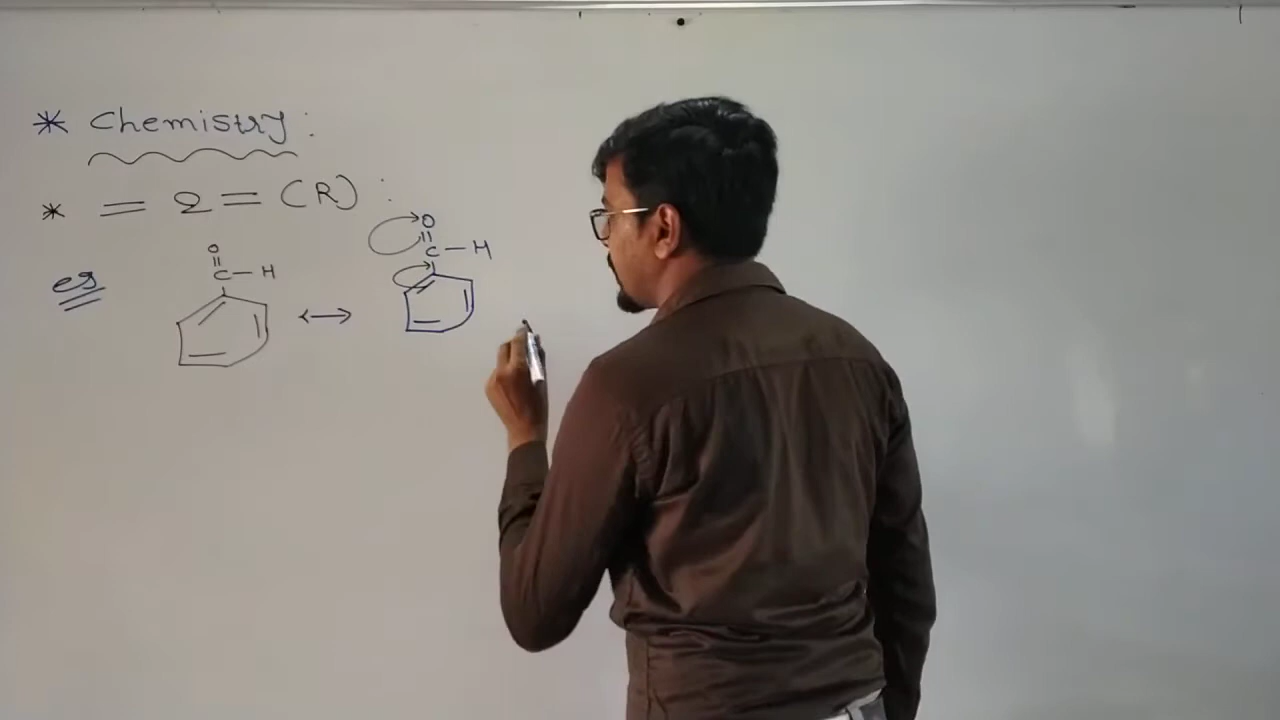 * Chemistry:
* = 2 = (R):
eg
O
C - H
O
C - H